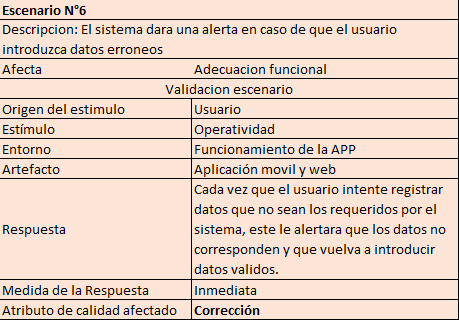 Escenario N°6
Descripcion: El sistema dara una alerta en caso de que el usuario
introduzca datos erroneos
Afecta Adecuacion funcional
Validacion escenario
Origen del estimulo Usuario
Estímulo Operatividad
Entorno Funcionamiento de la APP
Artefacto Aplicación movil y web
Respuesta Cada vez que el usuario intente registrar
datos que no sean los requeridos por el
sistema, este le alertara que los datos no
corresponden y que vuelva a introducir
datos validos.
Medida de la Respuesta Inmediata
Atributo de calidad afectado Corrección